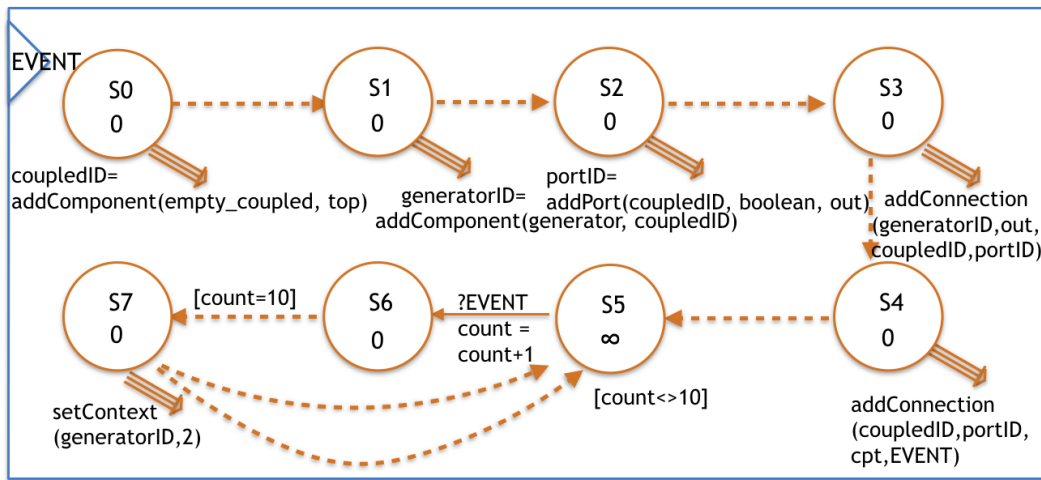 EVENT
S0
0
S1
0
S2
0
S3
0
coupledID=
addComponent(empty_coupled, top)
generatorID=
addComponent(generator, coupledID)
portID=
addPort(coupledID, boolean, out)
addConnection
(generatorID,out,
coupledID,portID)
S7
0
[count=10]
S6
0
?EVENT
count =
count+1
S5
∞
S4
0
setContext
(generatorID,2)
[count<>10]
addConnection
(coupledID,portID,
cpt,EVENT)